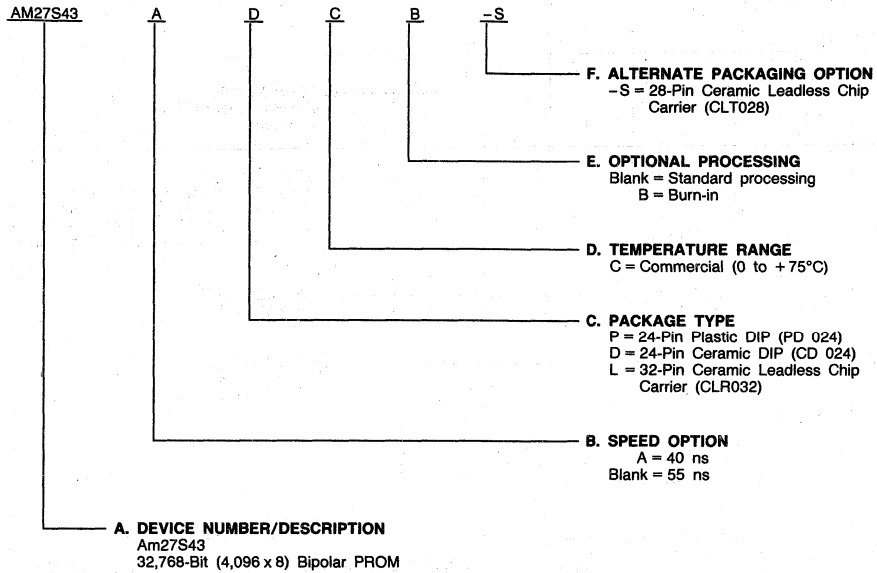 AM27S43 A D C B -S
F. ALTERNATE PACKAGING OPTION
-S = 28-Pin Ceramic Leadless Chip
Carrier (CLT028)
E. OPTIONAL PROCESSING
Blank = Standard processing
B = Burn-in
D. TEMPERATURE RANGE
C = Commercial (0 to +75°C)
C. PACKAGE TYPE
P = 24-Pin Plastic DIP (PD 024)
D = 24-Pin Ceramic DIP (CD 024)
L = 32-Pin Ceramic Leadless Chip
Carrier (CLR032)
B. SPEED OPTION
A = 40 ns
Blank = 55 ns
A. DEVICE NUMBER/DESCRIPTION
Am27S43
32,768-Bit (4,096 x 8) Bipolar PROM